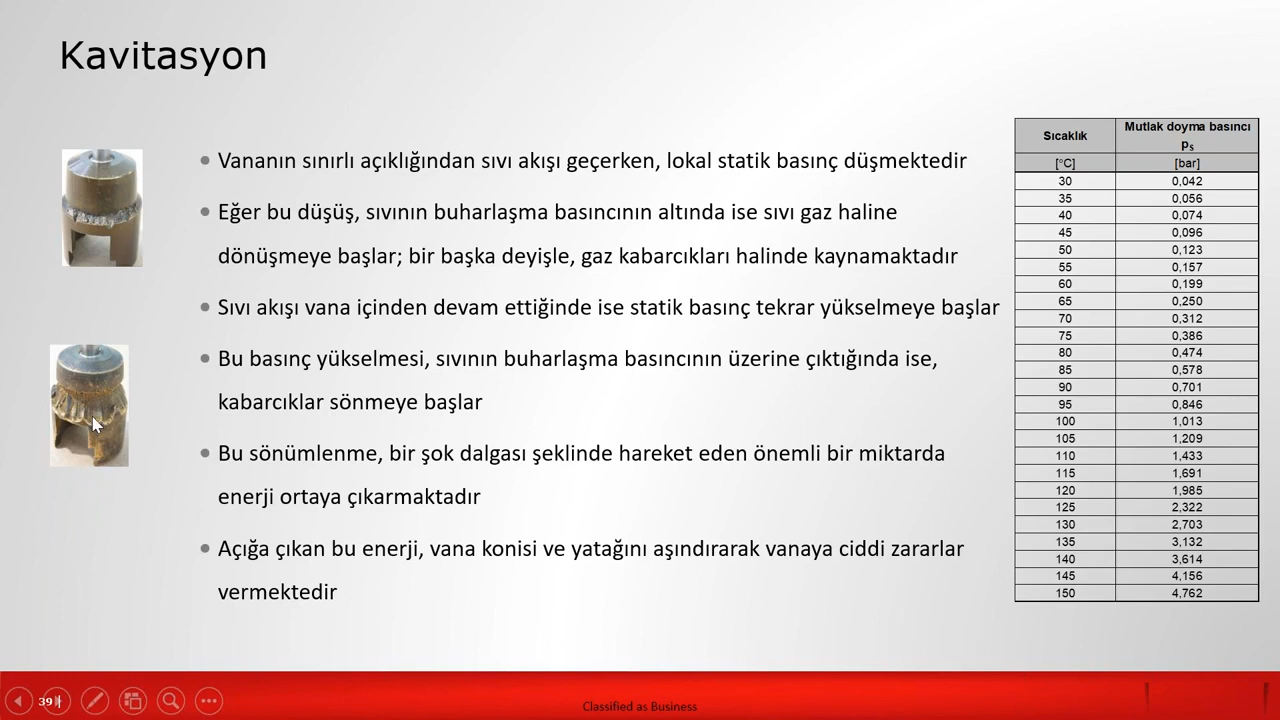 Kavitasyon
Vananın sınırlı açıklığından sıvı akışı geçerken, lokal statik basınç düşmektedir
Eğer bu düşüş, sıvının buharlaşma basıncının altında ise sıvı gaz haline
dönüşmeye başlar; bir başka deyişle, gaz kabarcıkları halinde kaynamaktadır
Sıvı akışı vana içinden devam ettiğinde ise statik basınç tekrar yükselmeye başlar
Bu basınç yükselmesi, sıvının buharlaşma basıncının üzerine çıktığında ise,
kabarcıklar sönmeye başlar
Bu sönümlenme, bir şok dalgası şeklinde hareket eden önemli bir miktarda
enerji ortaya çıkarmaktadır
Açığa çıkan bu enerji, vana konisi ve yatağını aşındırarak vanaya ciddi zararlar
vermektedir
Sıcaklık Mutlak doyma basıncı
ps
[°C] [bar]
30 0,042
35 0,056
40 0,074
45 0,096
50 0,123
55 0,157
60 0,199
65 0,250
70 0,312
75 0,386
80 0,474
85 0,578
90 0,701
95 0,846
100 1,013
105 1,209
110 1,433
115 1,691
120 1,985
125 2,322
130 2,703
135 3,132
140 3,614
145 4,156
150 4,762
39 |
Classified as Business